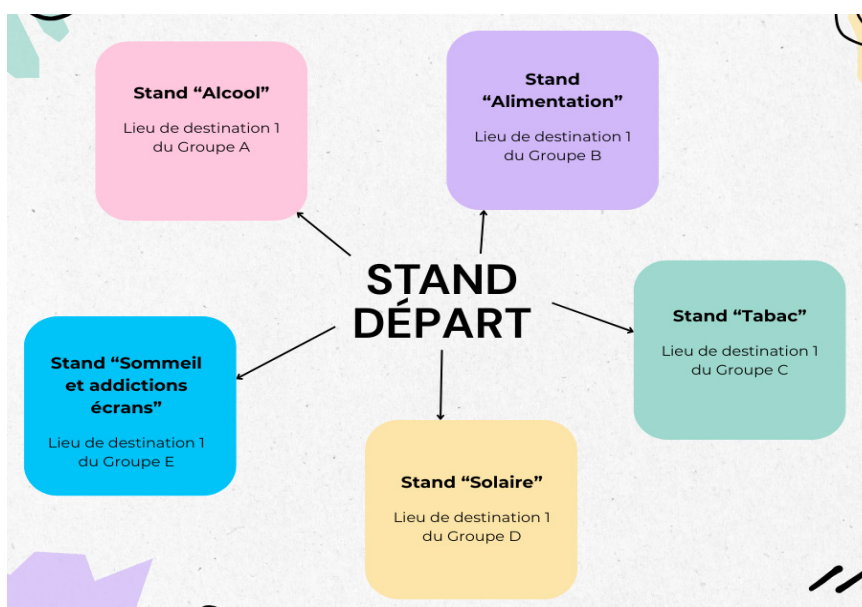 Stand “Alcool”
Lieu de destination 1
du Groupe A
Stand
“Alimentation”
Lieu de destination 1
du Groupe B
STAND
DÉPART
Stand “Tabac”
Lieu de destination 1
du Groupe C
Stand “Sommeil
et addictions
écrans”
Lieu de destination 1
du Groupe E
Stand “Solaire”
Lieu de destination 1
du Groupe D